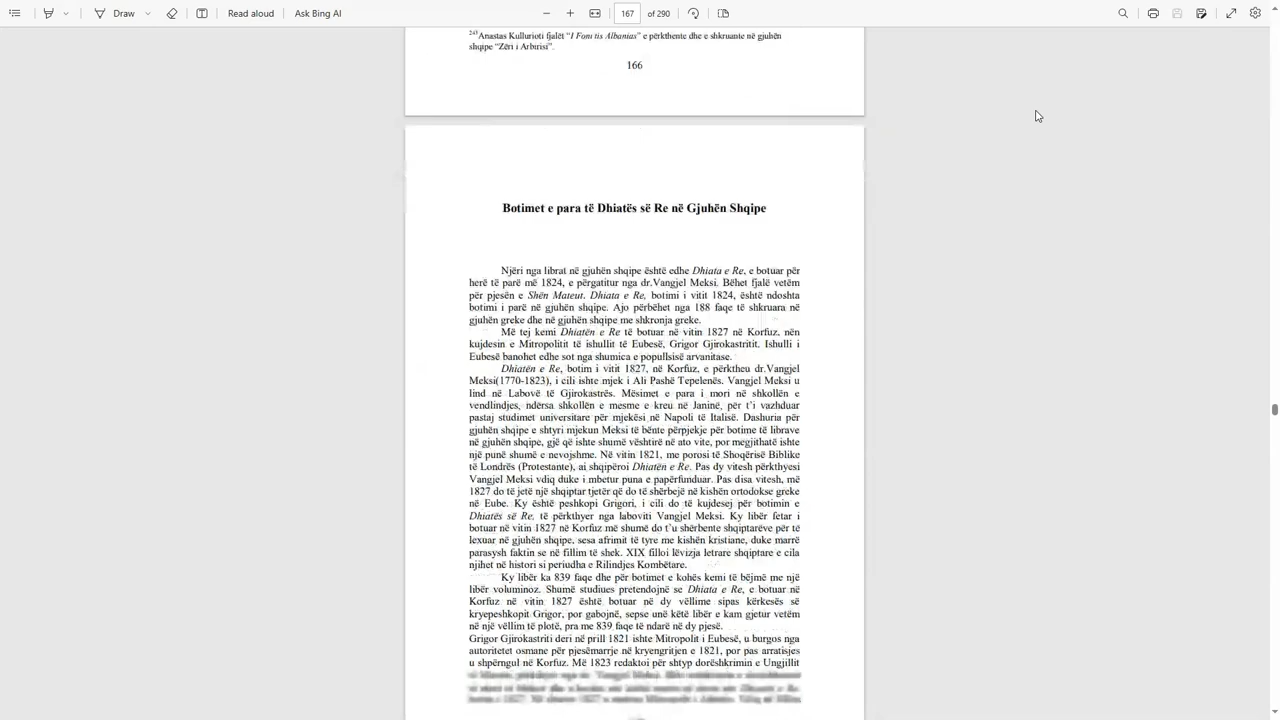 Draw
Read aloud
Ask Bing AI
167
of 290
243Anastas Kullurioti fjalët “I Foni tis Albanias” e përkthente dhe e shkruante në gjuhën
shqipe “Zëri i Arbirisi”.
166
Botimet e para të Dhiatës së Re në Gjuhën Shqipe
Njëri nga librat në gjuhën shqipe është edhe Dhiata e Re, e botuar për
herë të parë më 1824, e përgatitur nga dr.Vangjel Meksi. Bëhet fjalë vetëm
për pjesën e Shën Mateut. Dhiata e Re, botimi i vitit 1824, është ndoshta
botimi i parë në gjuhën shqipe. Ajo përbëhet nga 188 faqe të shkruara në
gjuhën greke dhe në gjuhën shqipe me shkronja greke.
Më tej kemi Dhiatën e Re të botuar në vitin 1827 në Korfuz, nën
kujdesin e Mitropolitit të ishullit të Eubesë, Grigor Gjirokastritit. Ishulli i
Eubesë banohet edhe sot nga shumica e popullsisë arvanitase.
Dhiatën e Re, botim i vitit 1827, në Korfuz, e përktheu dr.Vangjel
Meksi(1770-1823), i cili ishte mjek i Ali Pashë Tepelenës. Vangjel Meksi u
lind në Labovë të Gjirokastrës. Mësimet e para i mori në shkollën e
vendlindjes, ndërsa shkollën e mesme e kreu në Janinë, për t’i vazhduar
pastaj studimet universitare për mjekësi në Napoli të Italisë. Dashuria për
gjuhën shqipe e shtyri mjekun Meksi të bënte përpjekje për botime të librave
në gjuhën shqipe, gjë që ishte shumë vështirë në ato vite, por megjithatë ishte
një punë shumë e nevojshme. Në vitin 1821, me porosi të Shoqërisë Biblike
të Londrës (Protestante), ai shqipëroi Dhiatën e Re. Pas dy vitesh përkthyesi
Vangjel Meksi vdiq duke i mbetur puna e papërfunduar. Pas disa vitesh, më
1827 do të jetë një shqiptar tjetër që do të shërbejë në kishën ortodokse greke
në Eube. Ky është peshkopi Grigori, i cili do të kujdesej për botimin e
Dhiatës së Re, të përkthyer nga laboviti Vangjel Meksi. Ky libër fetar i
botuar në vitin 1827 në Korfuz më shumë do t’u shërbente shqiptarëve për të
lexuar në gjuhën shqipe, sesa afrimit të tyre me kishën kristiane, duke marrë
parasysh faktin se në fillim të shek. XIX filloi lëvizja letrare shqiptare e cila
njihet në histori si periudha e Rilindjes Kombëtare.
Ky libër ka 839 faqe dhe për botimet e kohës kemi të bëjmë me një
libër voluminoz. Shumë studiues pretendojnë se Dhiata e Re, e botuar në
Korfuz në vitin 1827 është botuar në dy vëllime sipas kërkesës së
kryepeshkopit Grigor, por gabojnë, sepse unë këtë libër e kam gjetur vetëm
në një vëllim të plotë, pra me 839 faqe të ndarë në dy pjesë.
Grigor Gjirokastriti deri në prill 1821 ishte Mitropolit i Eubesë, u burgos nga
autoritetet osmane për pjesëmarrje në kryengritjen e 1821, por pas arratisjes
u shpërngul në Korfuz. Më 1823 redaktoi për shtyp dorëshkrimin e Ungjillit